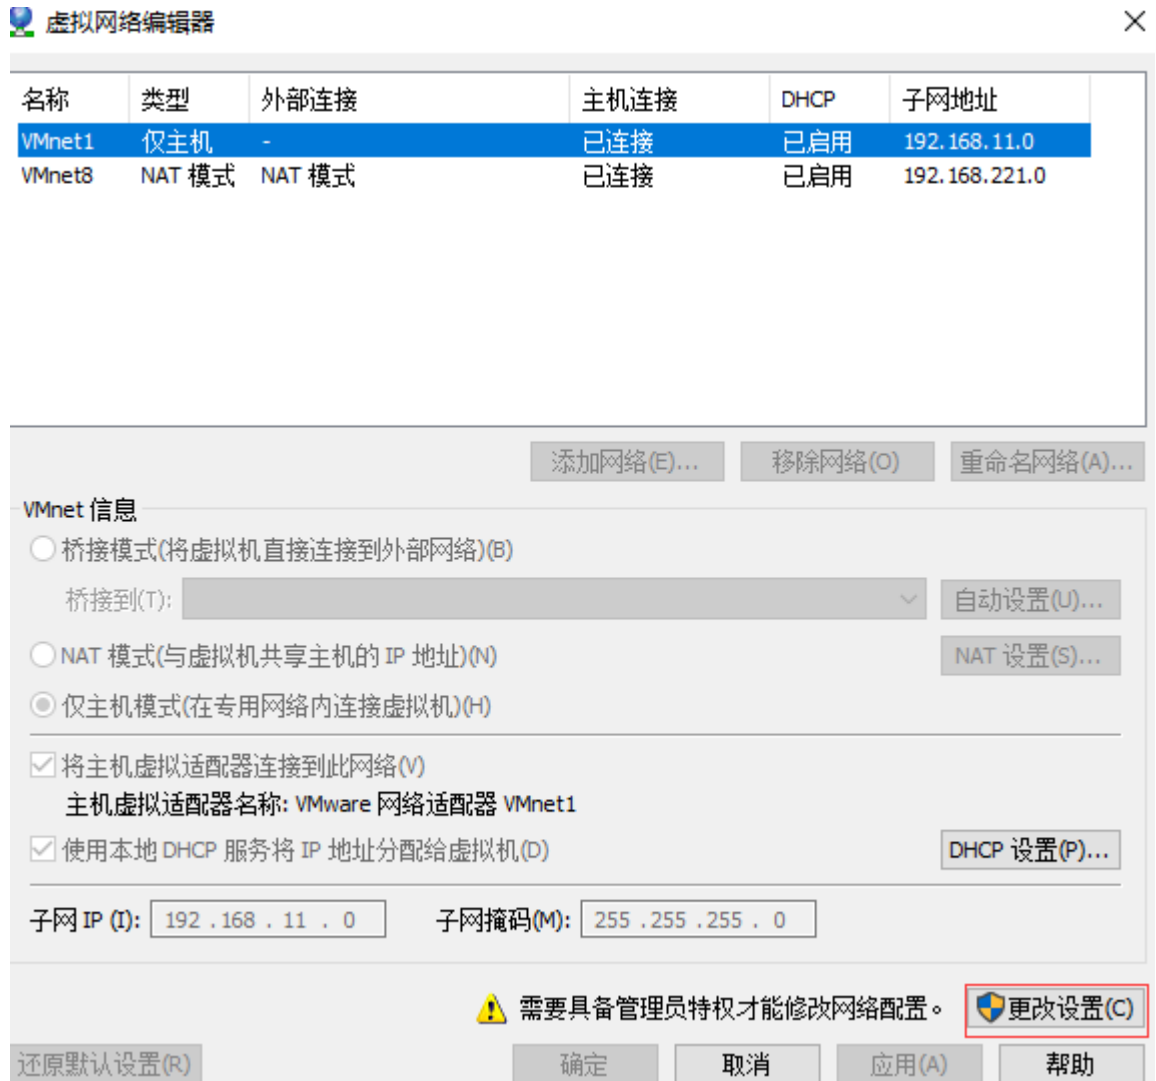 虚拟网络编辑器
名称 类型 外部连接 主机连接 DHCP 子网地址
VMnet1 仅主机 - 已连接 已启用 192.168.11.0
VMnet8 NAT 模式 NAT 模式 已连接 已启用 192.168.221.0
添加网络(E)... 移除网络(O) 重命名网络(A)...
VMnet 信息
桥接模式(将虚拟机直接连接到外部网络)(B)
桥接到(T): 自动设置(U)...
NAT 模式(与虚拟机共享主机的 IP 地址)(N) NAT 设置(S)...
仅主机模式(在专用网络内连接虚拟机)(H)
将主机虚拟适配器连接到此网络(V)
主机虚拟适配器名称: VMware 网络适配器 VMnet1
使用本地 DHCP 服务将 IP 地址分配给虚拟机(D) DHCP 设置(P)...
子网 IP (I): 192 . 168 . 11 . 0 子网掩码(M): 255 . 255 . 255 . 0
需要具备管理员特权才能修改网络配置。 更改设置(C)
还原默认设置(R) 确定 取消 应用(A) 帮助